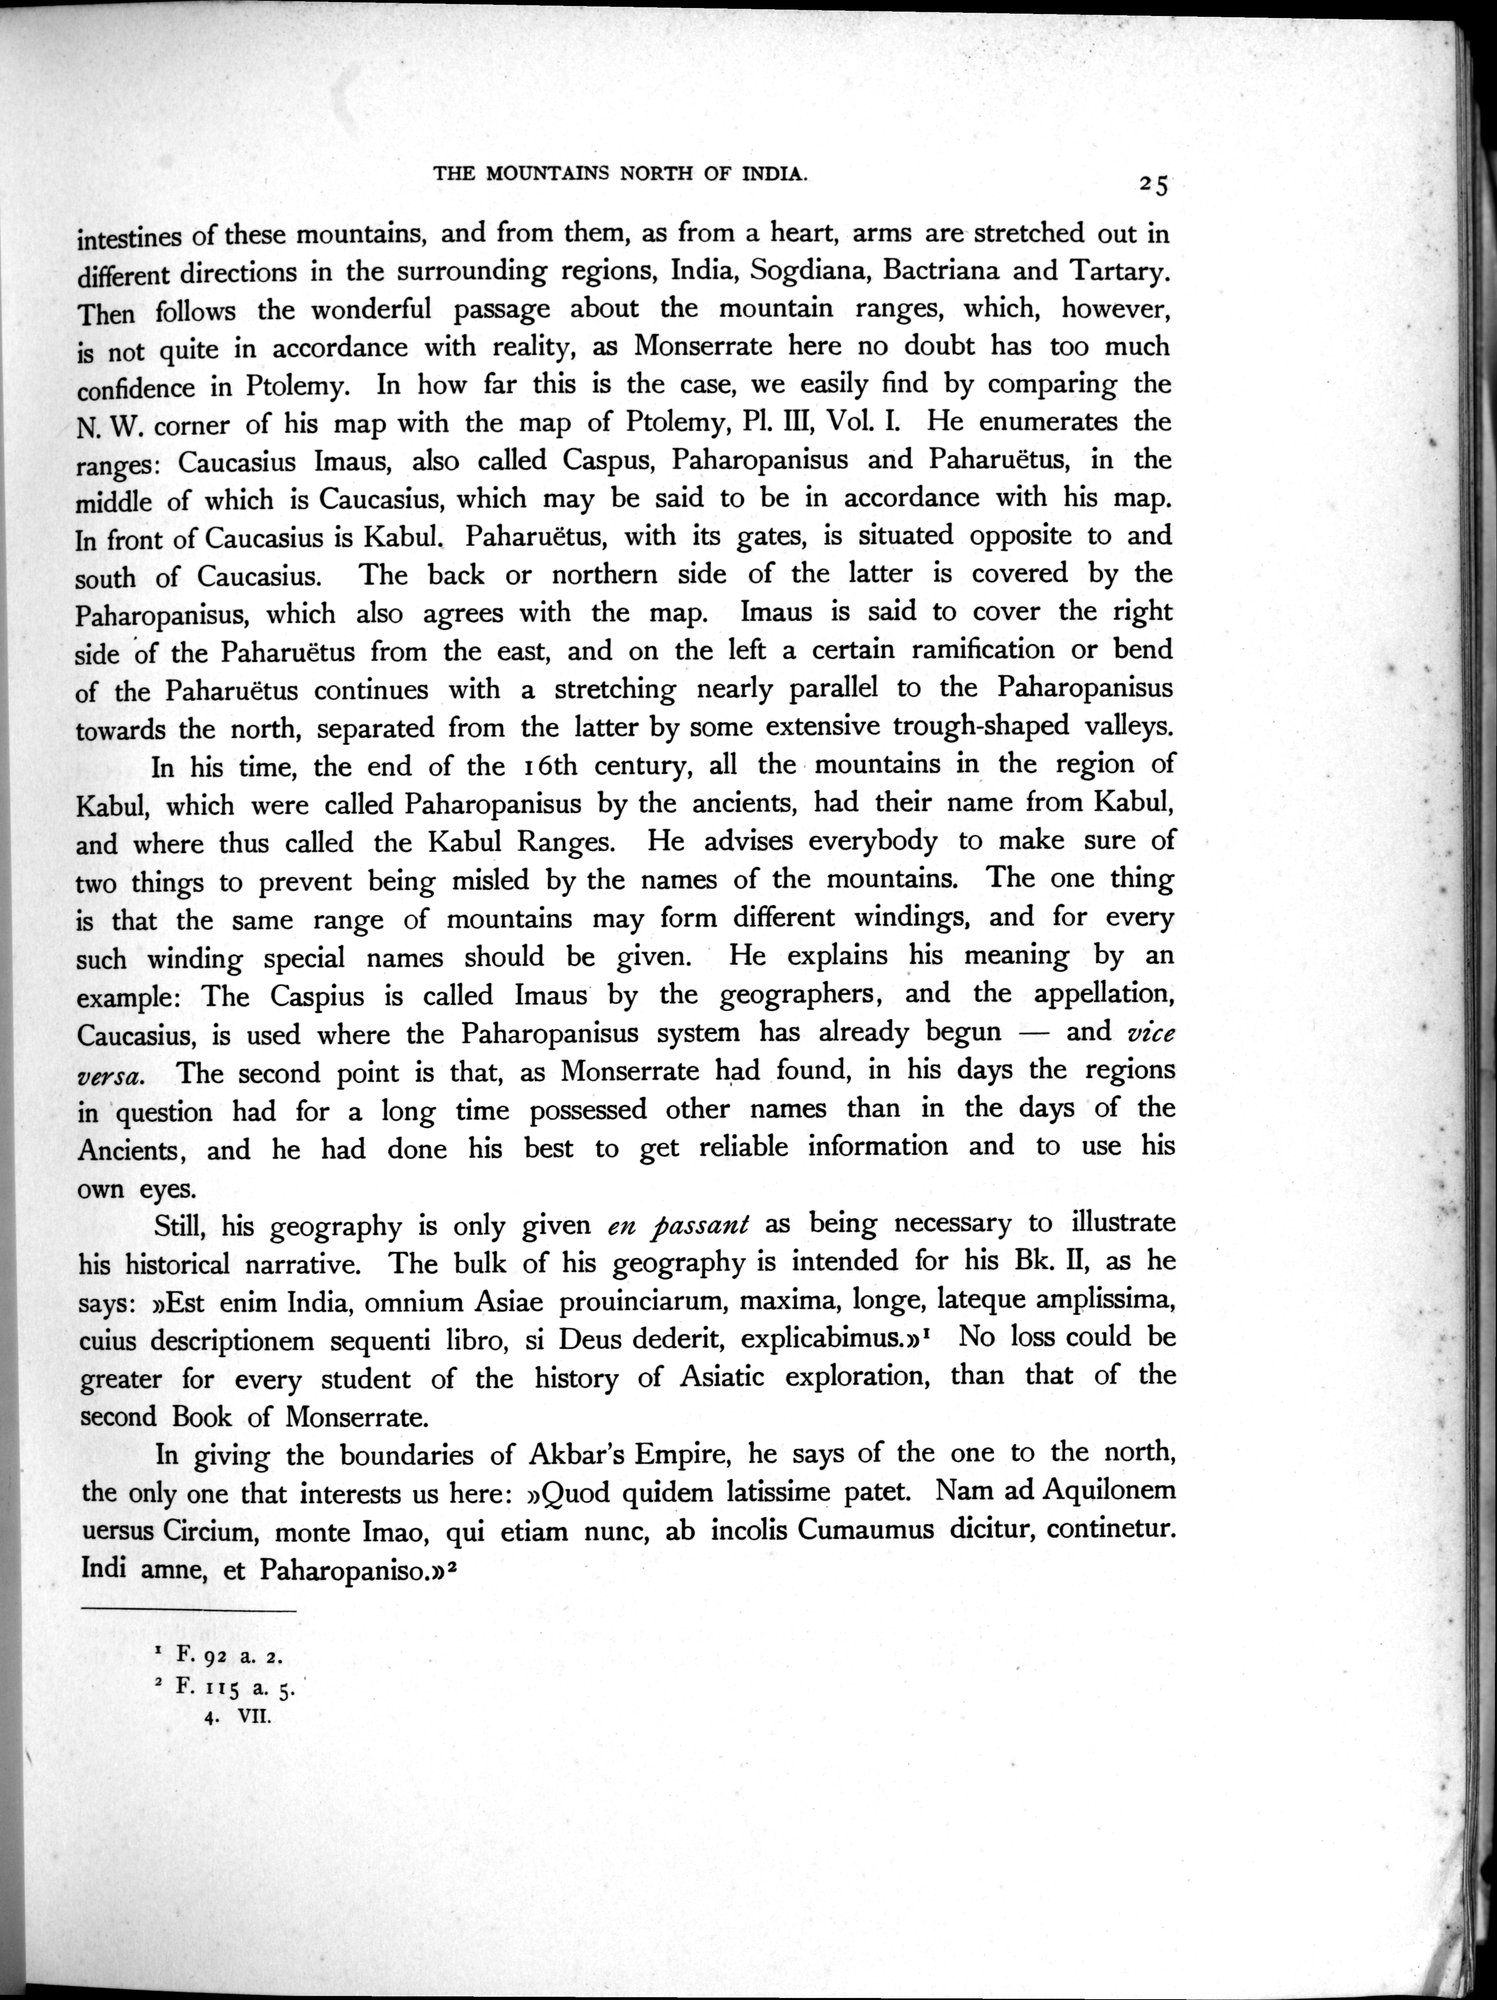 THE MOUNTAINS NORTH OF INDIA.
25
intestines of these mountains, and from them, as from a heart, arms are stretched out in
different directions in the surrounding regions, India, Sogdiana, Bactriana and Tartary.
Then follows the wonderful passage about the mountain ranges, which, however,
is not quite in accordance with reality, as Monserrate here no doubt has too much
confidence in Ptolemy. In how far this is the case, we easily find by comparing the
N. W. corner of his map with the map of Ptolemy, Pl. III, Vol. I. He enumerates the
ranges: Caucasius Imaus, also called Caspus, Paharopanisus and Paharuëtus, in the
middle of which is Caucasius, which may be said to be in accordance with his map.
In front of Caucasius is Kabul. Paharuëtus, with its gates, is situated opposite to and
south of Caucasius. The back or northern side of the latter is covered by the
Paharopanisus, which also agrees with the map. Imaus is said to cover the right
side of the Paharuëtus from the east, and on the left a certain ramification or bend
of the Paharuëtus continues with a stretching nearly parallel to the Paharopanisus
towards the north, separated from the latter by some extensive trough-shaped valleys.
In his time, the end of the 16th century, all the mountains in the region of
Kabul, which were called Paharopanisus by the ancients, had their name from Kabul,
and where thus called the Kabul Ranges. He advises everybody to make sure of
two things to prevent being misled by the names of the mountains. The one thing
is that the same range of mountains may form different windings, and for every
such winding special names should be given. He explains his meaning by an
example: The Caspius is called Imaus by the geographers, and the appellation,
Caucasius, is used where the Paharopanisus system has already begun — and vice
versa. The second point is that, as Monserrate had found, in his days the regions
in question had for a long time possessed other names than in the days of the
Ancients, and he had done his best to get reliable information and to use his
own eyes.
Still, his geography is only given en passant as being necessary to illustrate
his historical narrative. The bulk of his geography is intended for his Bk. II, as he
says: »Est enim India, omnium Asiae prouinciarum, maxima, longe, lateque amplissima,
cuius descriptionem sequenti libro, si Deus dederit, explicabimus.»¹ No loss could be
greater for every student of the history of Asiatic exploration, than that of the
second Book of Monserrate.
In giving the boundaries of Akbar's Empire, he says of the one to the north,
the only one that interests us here: »Quod quidem latissime patet. Nam ad Aquilonem
uersus Circium, monte Imao, qui etiam nunc, ab incolis Cumaumus dicitur, continetur.
Indi amne, et Paharopaniso.»²
¹ F. 92 a. 2.
² F. 115 a. 5.
4. VII.